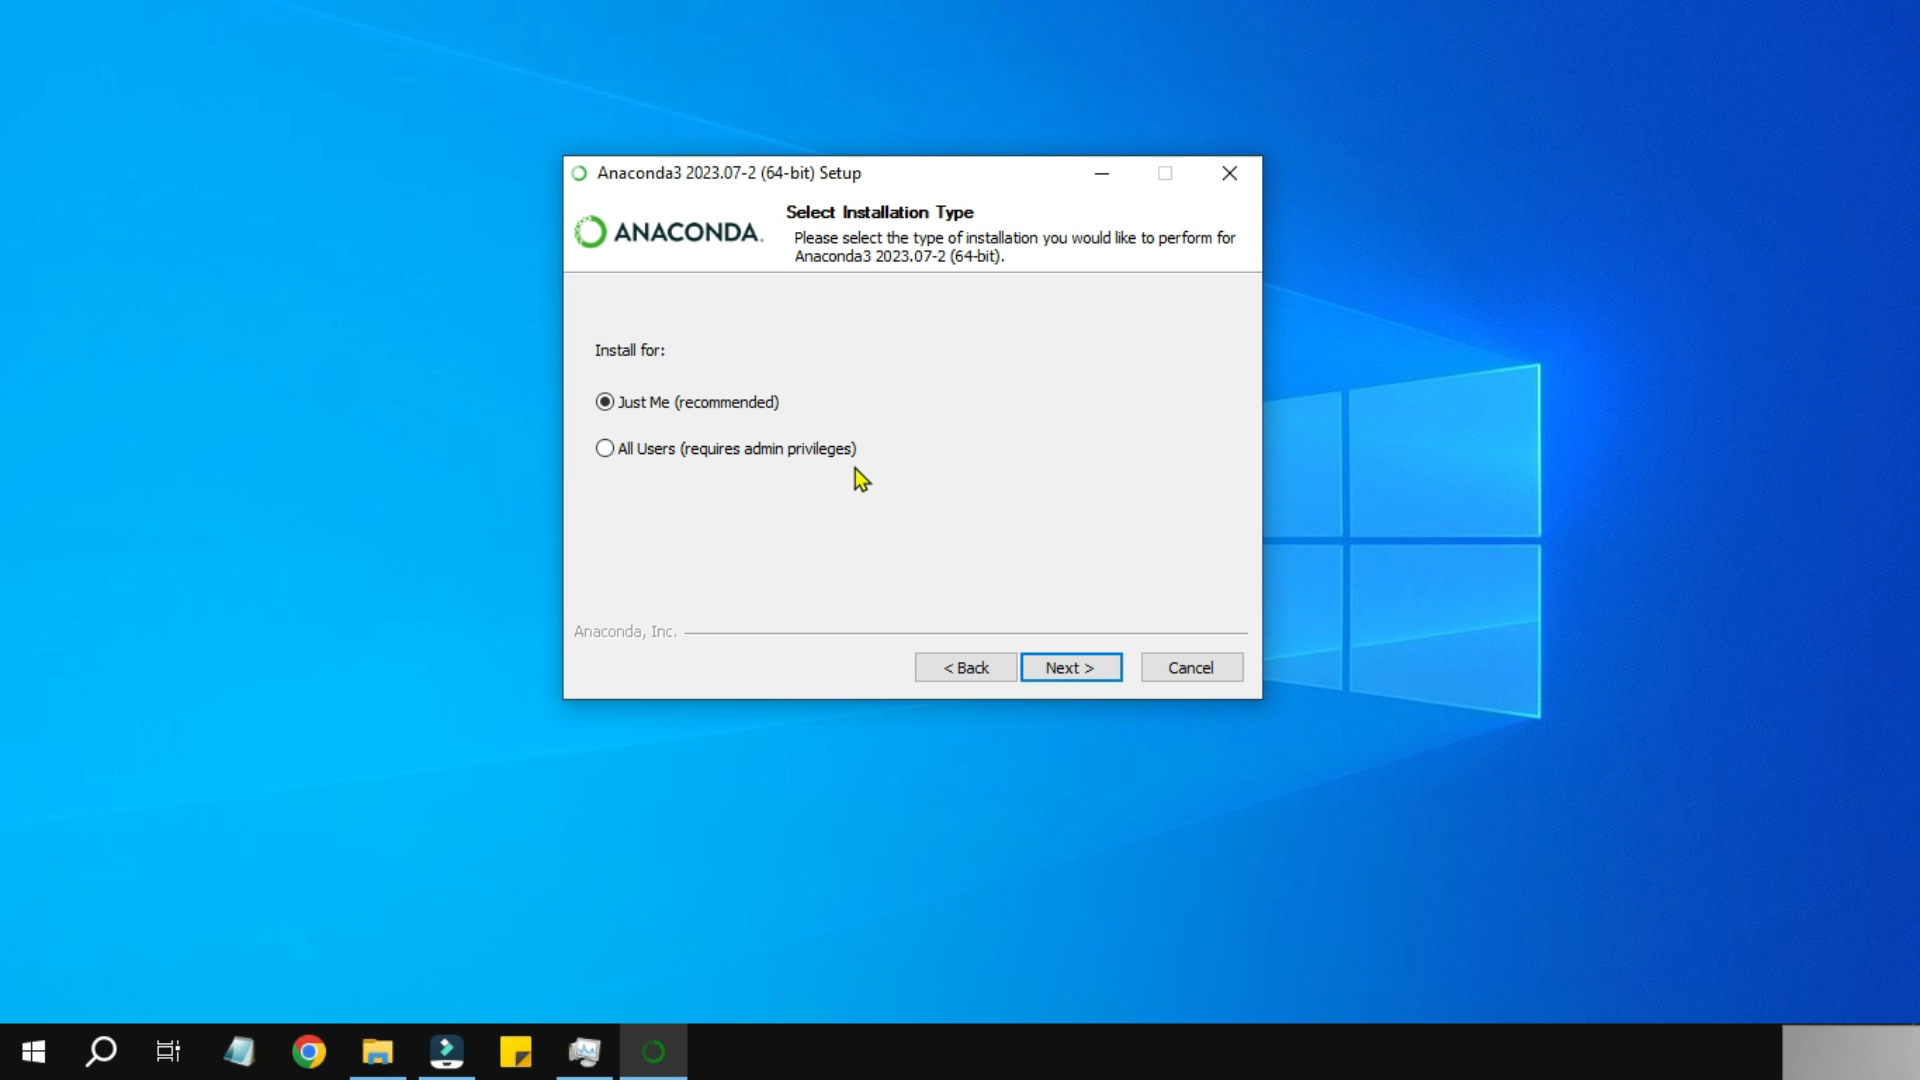 Anaconda3 2023.07-2 (64-bit) Setup
ANACONDA.
Select Installation Type
Please select the type of installation you would like to perform for
Anaconda3 2023.07-2 (64-bit).
Install for:
Just Me (recommended)
All Users (requires admin privileges)
Anaconda, Inc.
< Back
Next >
Cancel